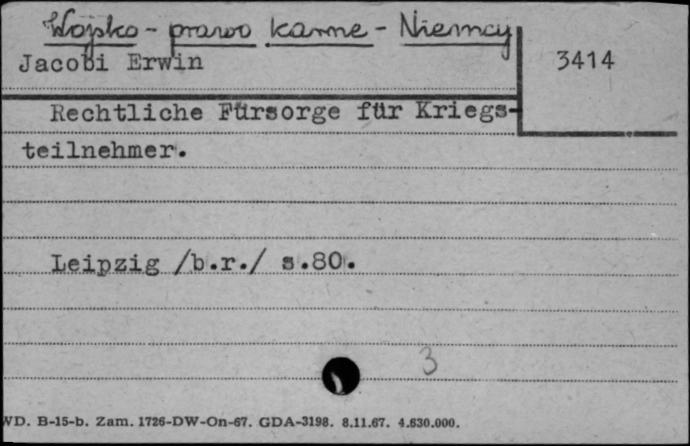 Wojsko - prawo karne - Niemcy
Jacobi Erwin
3414
Rechtliche Fürsorge für Kriegs-
teilnehmer.
Leipzig /b.r./ s.80.
3
WD. B-15-b. Zam. 1726-DW-On-67. GDA-3198. 8.11.67. 4.630.000.